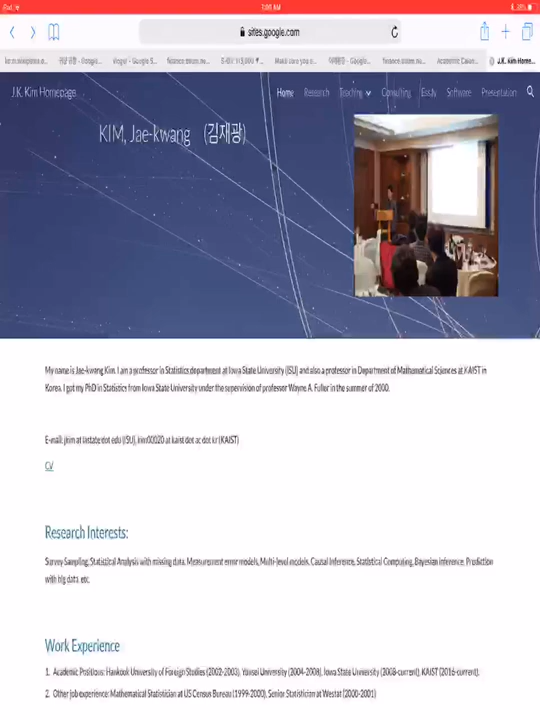 sites.google.com
J.K. Kim Home...
J.K. Kim Homepage
Home Research Teaching Consulting Essay Software Presentation
KIM, Jae-kwang (김재광)
My name is Jae-kwang Kim. I am a professor in Statistics department at Iowa State University (ISU) and also a professor in Department of Mathematical Sciences at KAIST in
Korea. I got my PhD in Statistics from Iowa State University under the supervision of professor Wayne A. Fuller in the summer of 2000.
E-mail: jkim at iastate dot edu (ISU), kim00020 at kaist dot ac dot kr (KAIST)
CV
Research Interests:
Survey Sampling, Statistical Analysis with missing data, Measurement error models, Multi-level models, Causal Inference, Statistical Computing, Bayesian inference, Prediction
with big data, etc.
Work Experience
1. Academic Positions: Hankook University of Foreign Studies (2002-2003), Yonsei University (2004-2008), Iowa State University (2008-current), KAIST (2016-current).
2. Other job experience: Mathematical Statistician at US Census Bureau (1999-2000), Senior Statistician at Westat (2000-2001)